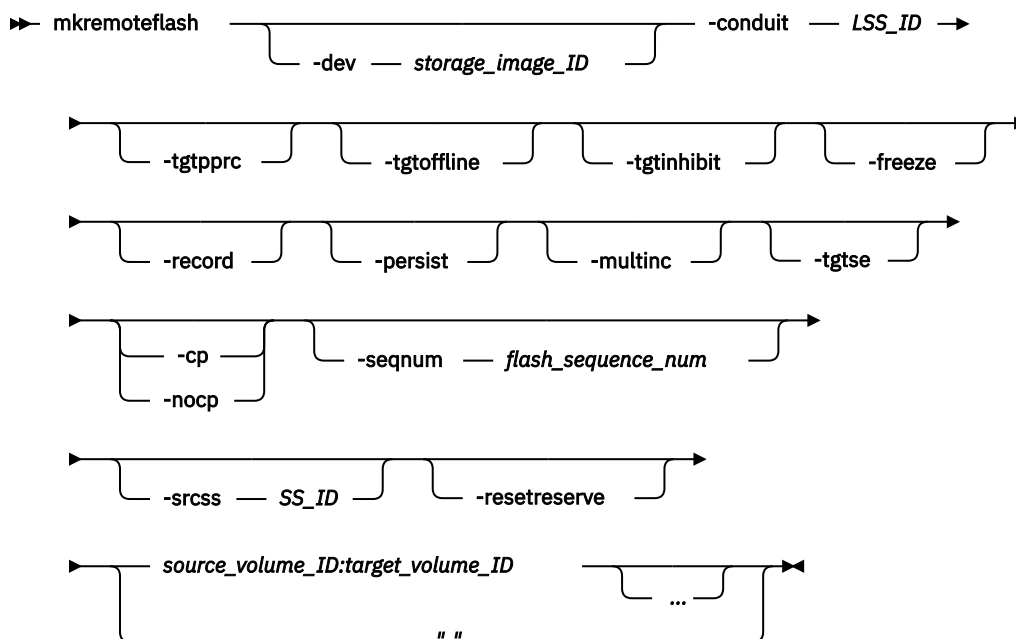 mkremoteflash -conduit LSS_ID
-dev storage_image_ID
-tgtpprc -tgtoffline -tgtinhibit -freeze
-record -persist -multinc -tgtse
-cp
-nocp
-seqnum flash_sequence_num
-srcss SS_ID -resetreserve
source_volume_ID:target_volume_ID
...
" "